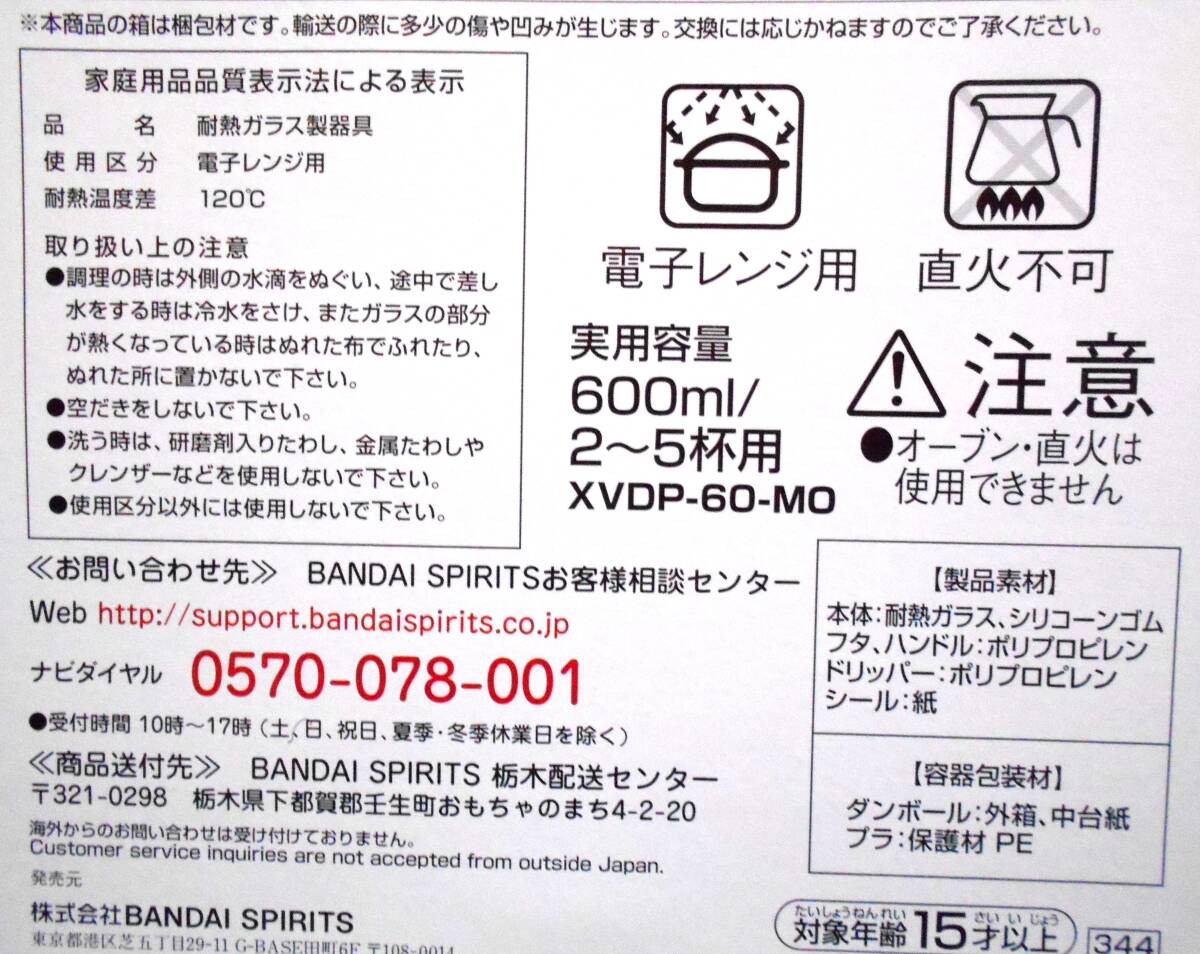 ※本商品の箱は梱包材です。輸送の際に多少の傷や凹みが生じます。交換には応じかねますのでご了承ください。
家庭用品品質表示法による表示
品名 耐熱ガラス製器具
使用区分 電子レンジ用
耐熱温度差 120℃
取り扱い上の注意
●調理の時は外側の水滴をぬぐい、途中で差し
水をする時は冷水をさけ、またガラスの部分
が熱くなっている時はぬれた布でふれたり、
ぬれた所に置かないで下さい。
●空だきをしないで下さい。
●洗う時は、研磨剤入りたわし、金属たわしや
クレンザーなどを使用しないで下さい。
●使用区分以外には使用しないで下さい。
電子レンジ用
直火不可
実用容量
600ml/
2～5杯用
XVDP-60-MO
注意
●オーブン・直火は
使用できません
≪お問い合わせ先≫ BANDAI SPIRITSお客様相談センター
Web http://support.bandaispirits.co.jp
ナビダイヤル 0570-078-001
●受付時間 10時～17時（土、日、祝日、夏季・冬季休業日を除く）
≪商品送付先≫ BANDAI SPIRITS 栃木配送センター
〒321-0298 栃木県下都賀郡壬生町おもちゃのまち4-2-20
海外からのお問い合わせは受け付けておりません。
Customer service inquiries are not accepted from outside Japan.
発売元
株式会社BANDAI SPIRITS
東京都港区芝五丁目29-11 G-BASE田町6F 〒108-0014
【製品素材】
本体：耐熱ガラス、シリコーンゴム
フタ、ハンドル：ポリプロピレン
ドリッパー：ポリプロピレン
シール：紙
【容器包装材】
ダンボール：外箱、中台紙
プラ：保護材 PE
たいしょうねんれい さいいじょう
対象年齢 15才以上
344